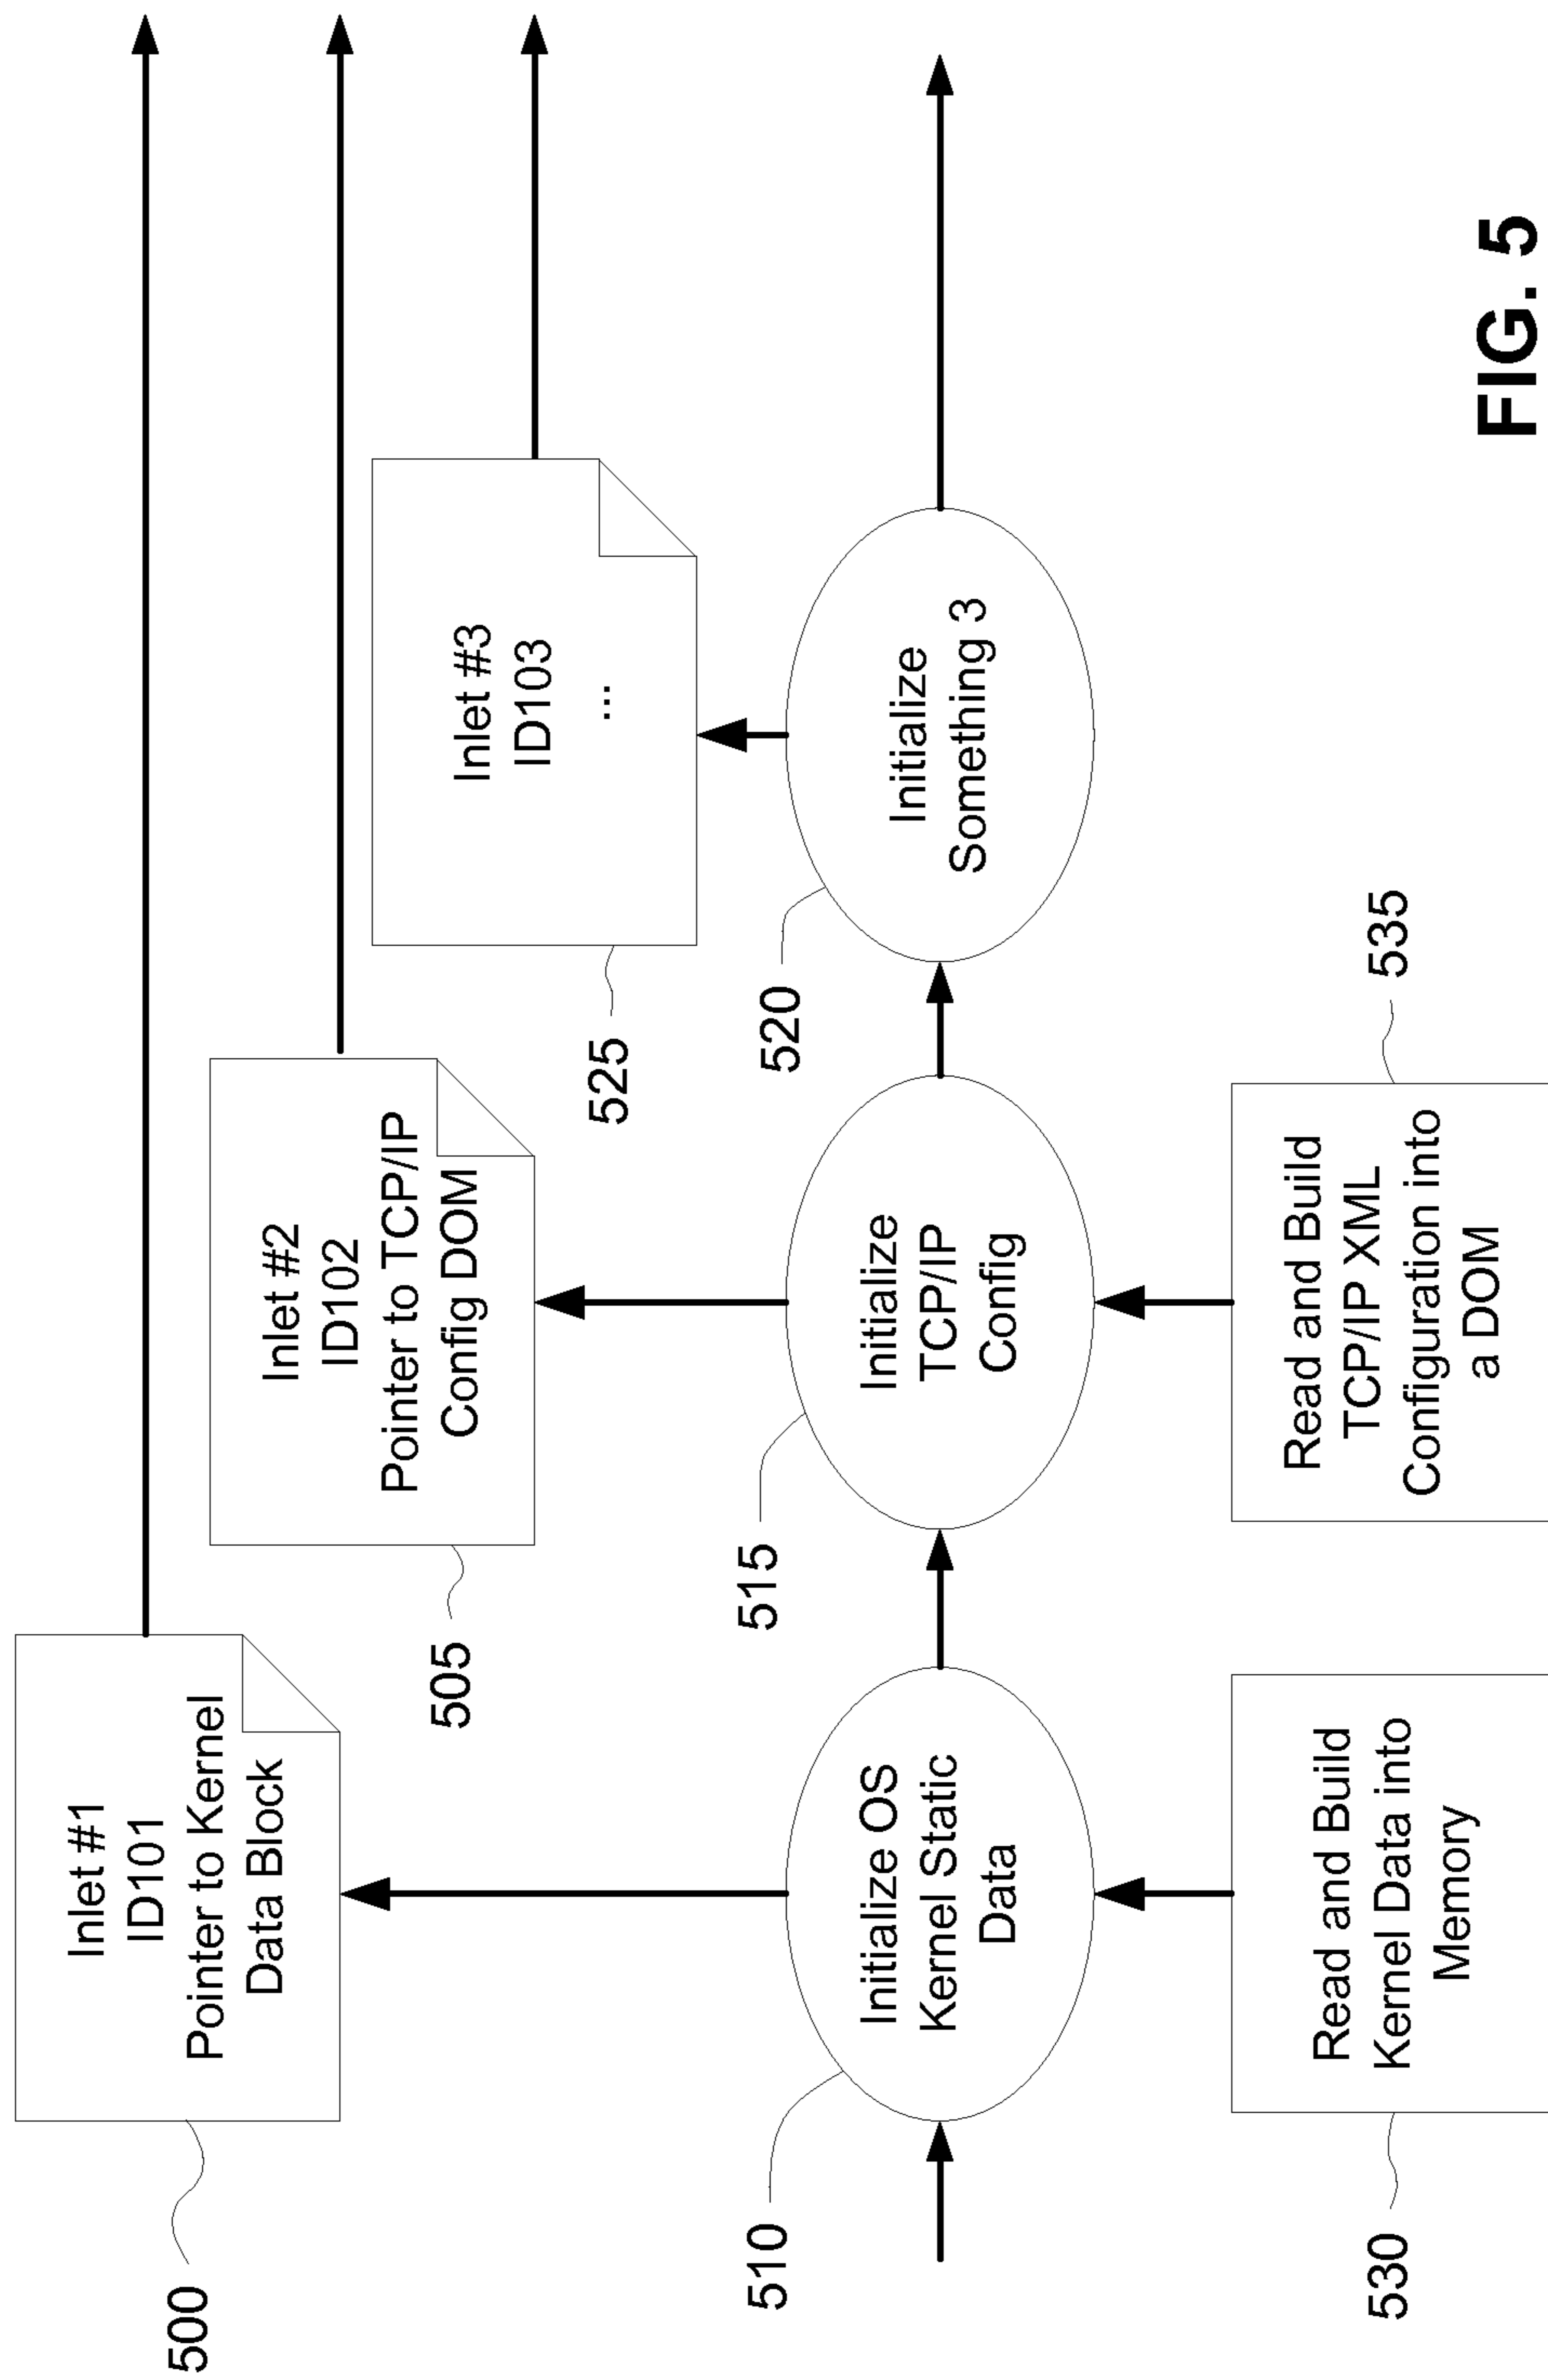 Inlet #1
ID101
Pointer to Kernel
Data Block
500
Inlet #2
ID102
Pointer to TCP/IP
Config DOM
505
Inlet #3
ID103
...
525
Initialize OS
Kernel Static
Data
510
Initialize
TCP/IP
Config
515
Initialize
Something 3
520
Read and Build
Kernel Data into
Memory
530
Read and Build
TCP/IP XML
Configuration into
a DOM
535
FIG. 5